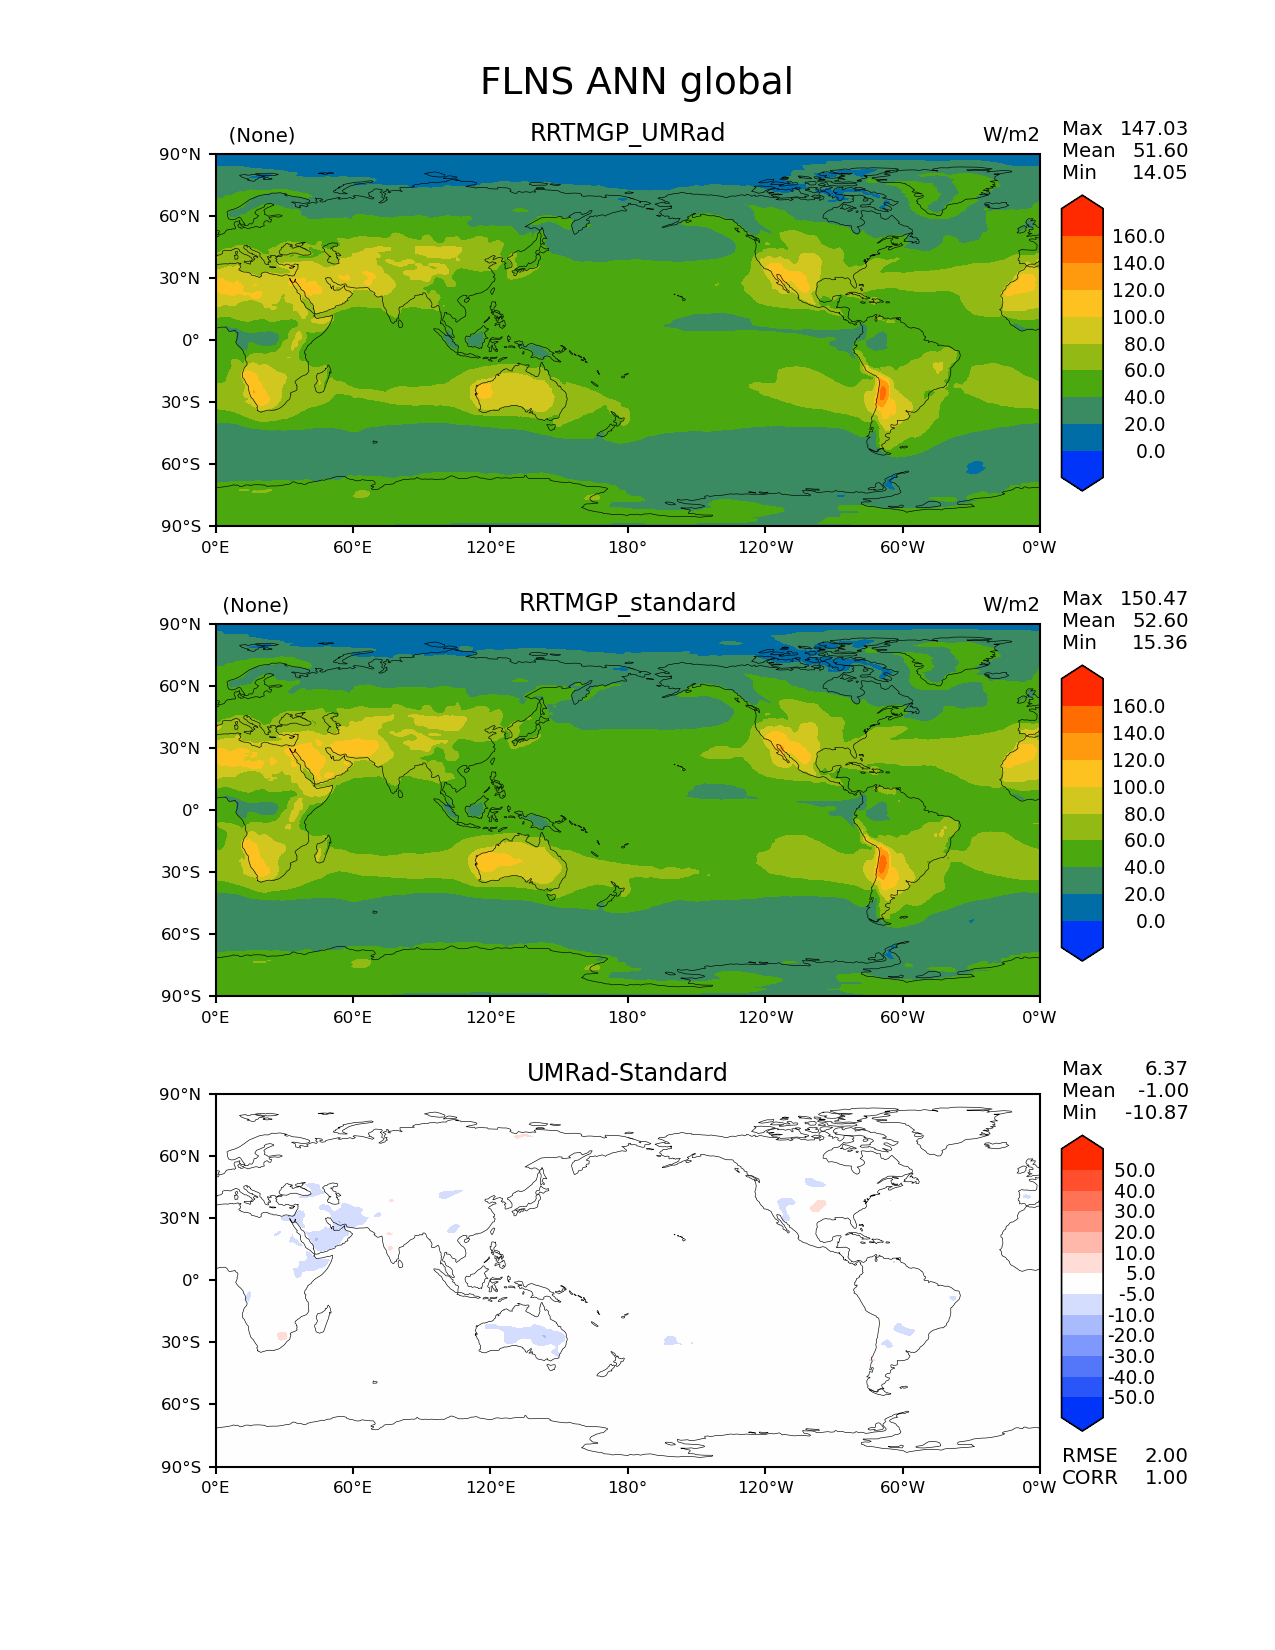 FLNS ANN global
(None) RRTMGP_UMRad W/m2
Max 147.03
Mean 51.60
Min 14.05
90°N
60°N
30°N
0°
30°S
60°S
90°S
0°E 60°E 120°E 180° 120°W 60°W 0°W
160.0
140.0
120.0
100.0
80.0
60.0
40.0
20.0
0.0
(None) RRTMGP_standard W/m2
Max 150.47
Mean 52.60
Min 15.36
90°N
60°N
30°N
0°
30°S
60°S
90°S
0°E 60°E 120°E 180° 120°W 60°W 0°W
160.0
140.0
120.0
100.0
80.0
60.0
40.0
20.0
0.0
UMRad-Standard
Max 6.37
Mean -1.00
Min -10.87
90°N
60°N
30°N
0°
30°S
60°S
90°S
0°E 60°E 120°E 180° 120°W 60°W 0°W
50.0
40.0
30.0
20.0
10.0
5.0
-5.0
-10.0
-20.0
-30.0
-40.0
-50.0
RMSE 2.00
CORR 1.00